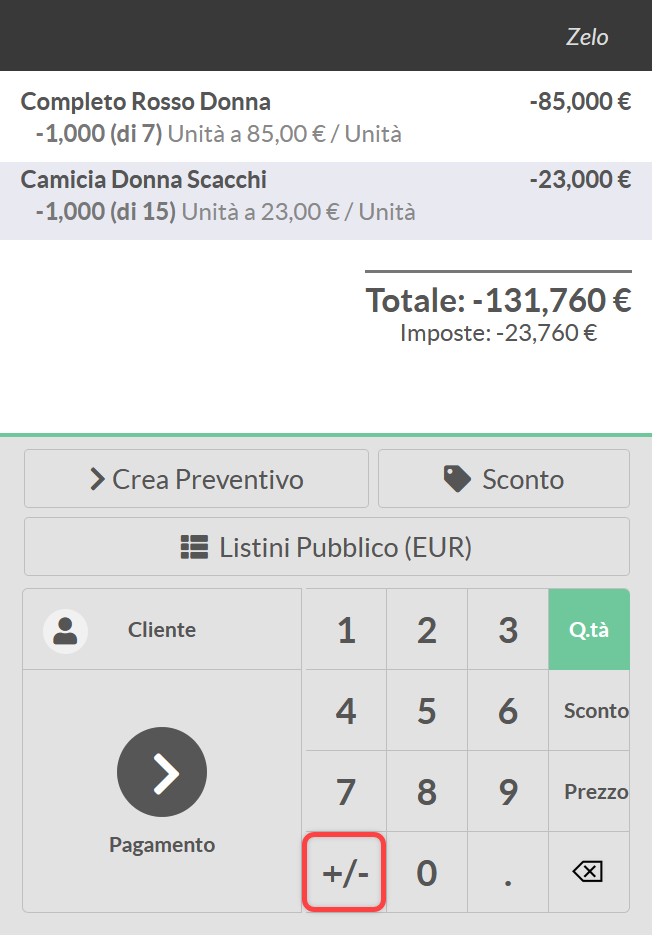 Zelo
Completo Rosso Donna -85,000 €
-1,000 (di 7) Unità a 85,00 € / Unità
Camicia Donna Scacchi -23,000 €
-1,000 (di 15) Unità a 23,00 € / Unità
Totale: -131,760 €
Imposte: -23,760 €
Crea Preventivo Sconto
Listini Pubblico (EUR)
Cliente 1 2 3 Q.tà
4 5 6 Sconto
7 8 9 Prezzo
Pagamento
+/- 0 .